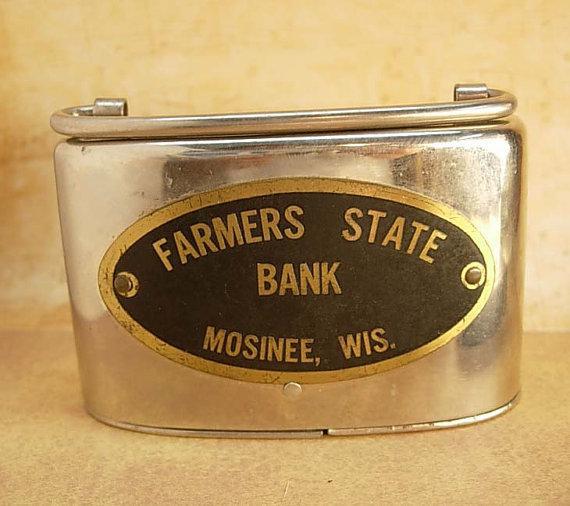 FARMERS STATE
BANK
MOSINEE, WIS.